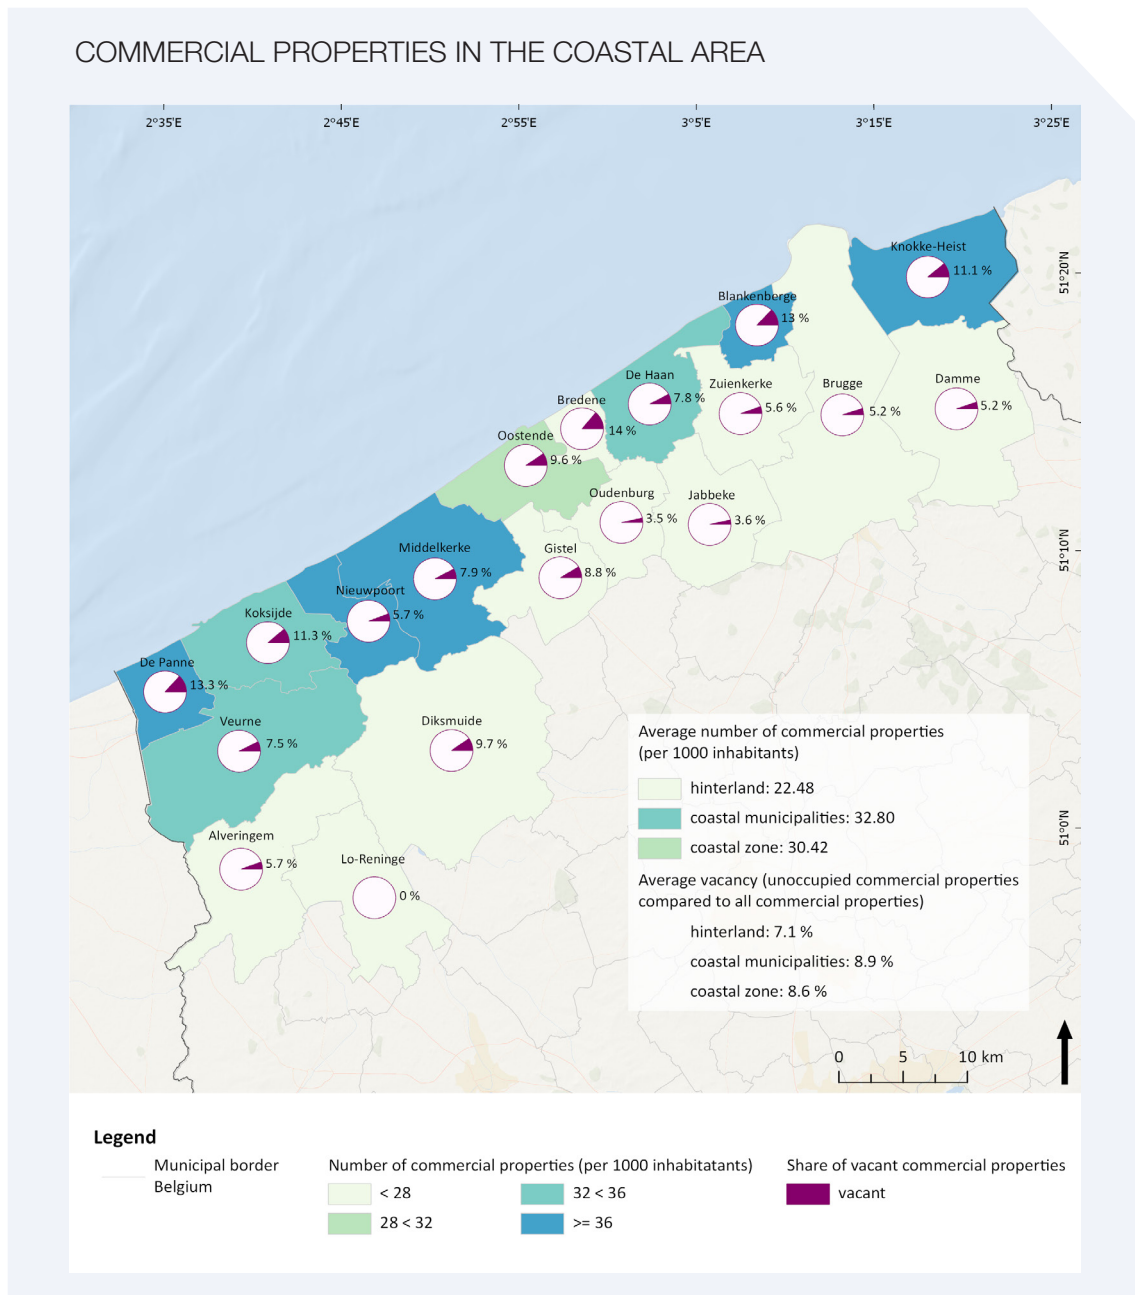 COMMERCIAL PROPERTIES IN THE COASTAL AREA
2°35'E
2°45'E
2°55'E
3°5'E
3°15'E
3°25'E
51°20'N
51°10'N
51°0'N
Knokke-Heist
11.1 %
Blankenberge
13 %
De Haan
7.8 %
Zuienkerke
5.6 %
Brugge
5.2 %
Damme
5.2 %
Bredene
14 %
Oostende
9.6 %
Oudenburg
3.5 %
Jabbeke
3.6 %
Middelkerke
7.9 %
Gistel
8.8 %
Nieuwpoort
5.7 %
Koksijde
11.3 %
De Panne
13.3 %
Veurne
7.5 %
Diksmuide
9.7 %
Alveringem
5.7 %
Lo-Reninge
0 %
Average number of commercial properties
(per 1000 inhabitants)
hinterland: 22.48
coastal municipalities: 32.80
coastal zone: 30.42
Average vacancy (unoccupied commercial properties
compared to all commercial properties)
hinterland: 7.1 %
coastal municipalities: 8.9 %
coastal zone: 8.6 %
0 5 10 km
Legend
Municipal border
Belgium
Number of commercial properties (per 1000 inhabitatants)
< 28
28 < 32
32 < 36
>= 36
Share of vacant commercial properties
vacant